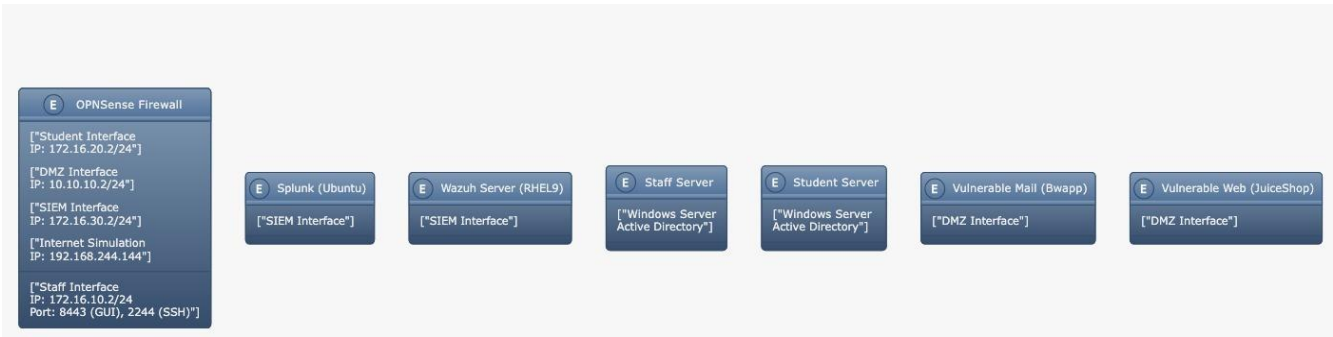 E OPNSense Firewall
["Student Interface
IP: 172.16.20.2/24"]
["DMZ Interface
IP: 10.10.10.2/24"]
["SIEM Interface
IP: 172.16.30.2/24"]
["Internet Simulation
IP: 192.168.244.144"]
["Staff Interface
IP: 172.16.10.2/24
Port: 8443 (GUI), 2244 (SSH)"]
E Splunk (Ubuntu)
["SIEM Interface"]
E Wazuh Server (RHEL9)
["SIEM Interface"]
E Staff Server
["Windows Server
Active Directory"]
E Student Server
["Windows Server
Active Directory"]
E Vulnerable Mail (Bwapp)
["DMZ Interface"]
E Vulnerable Web (JuiceShop)
["DMZ Interface"]